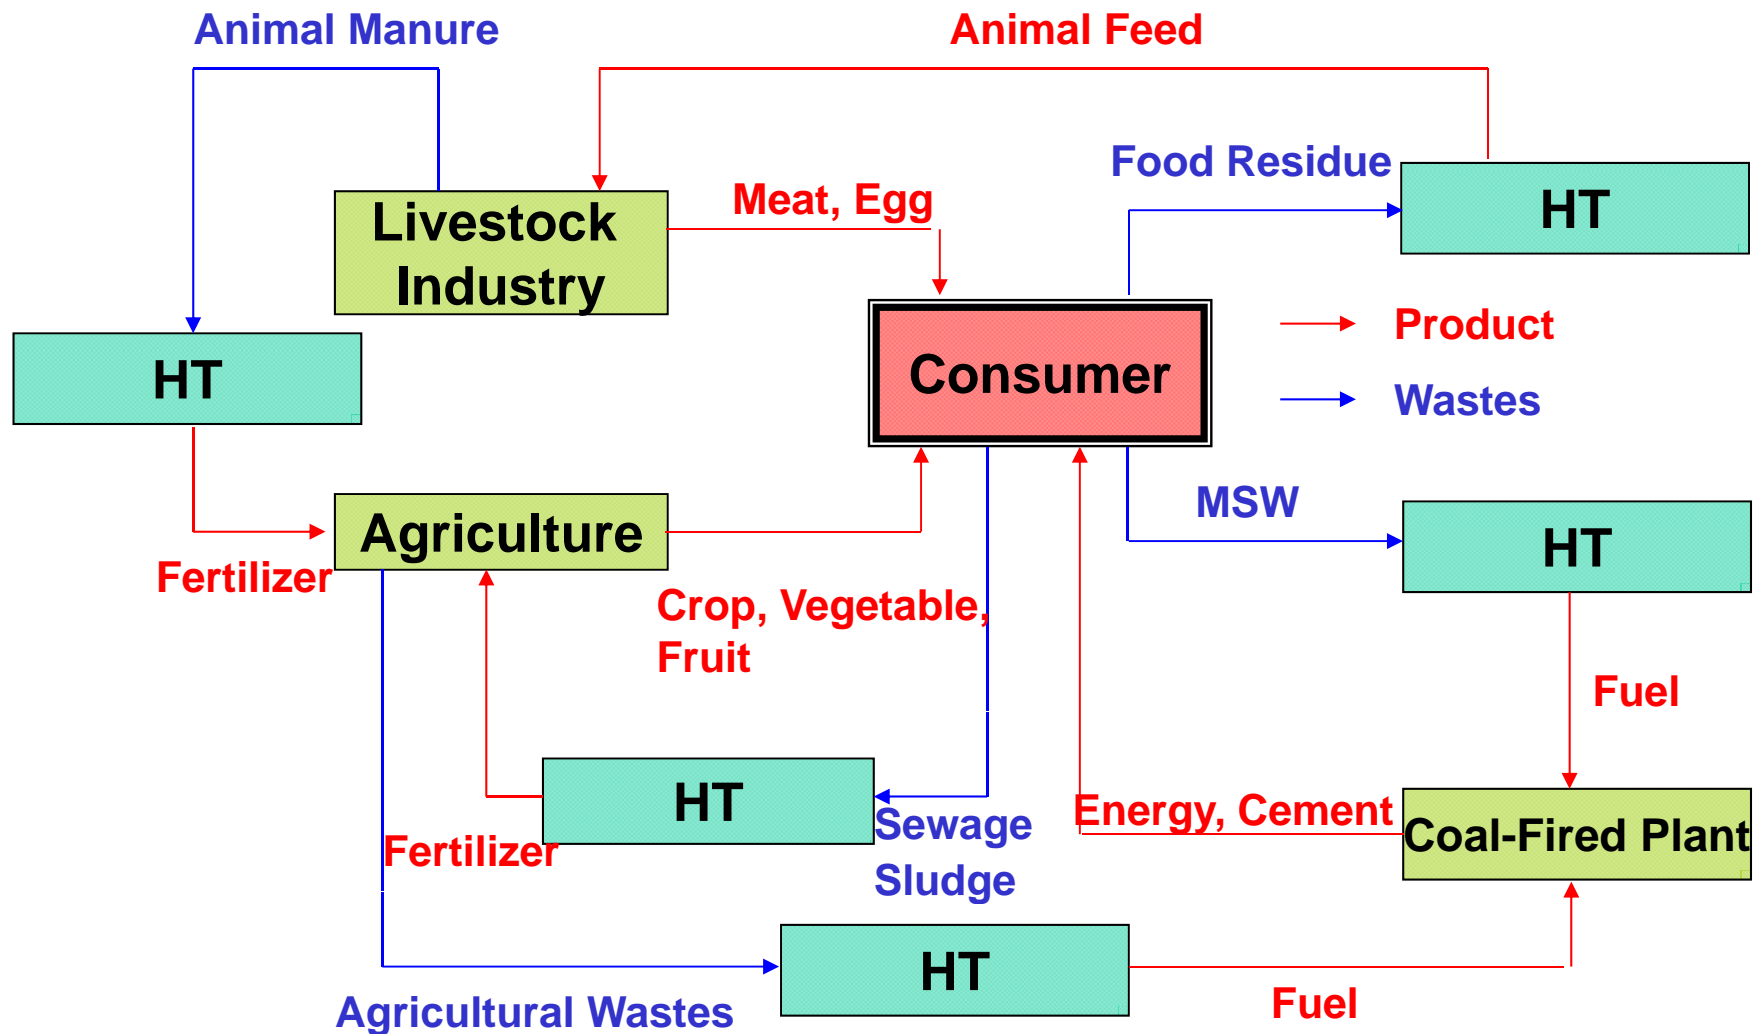 Animal Manure
Animal Feed
Food Residue
HT
Meat, Egg
Livestock
Industry
Product
HT
Consumer
Wastes
MSW
Agriculture
HT
Fertilizer
Crop, Vegetable,
Fruit
Fuel
HT
Energy, Cement
Sewage
Sludge
Coal-Fired Plant
Fertilizer
HT
Agricultural Wastes
Fuel